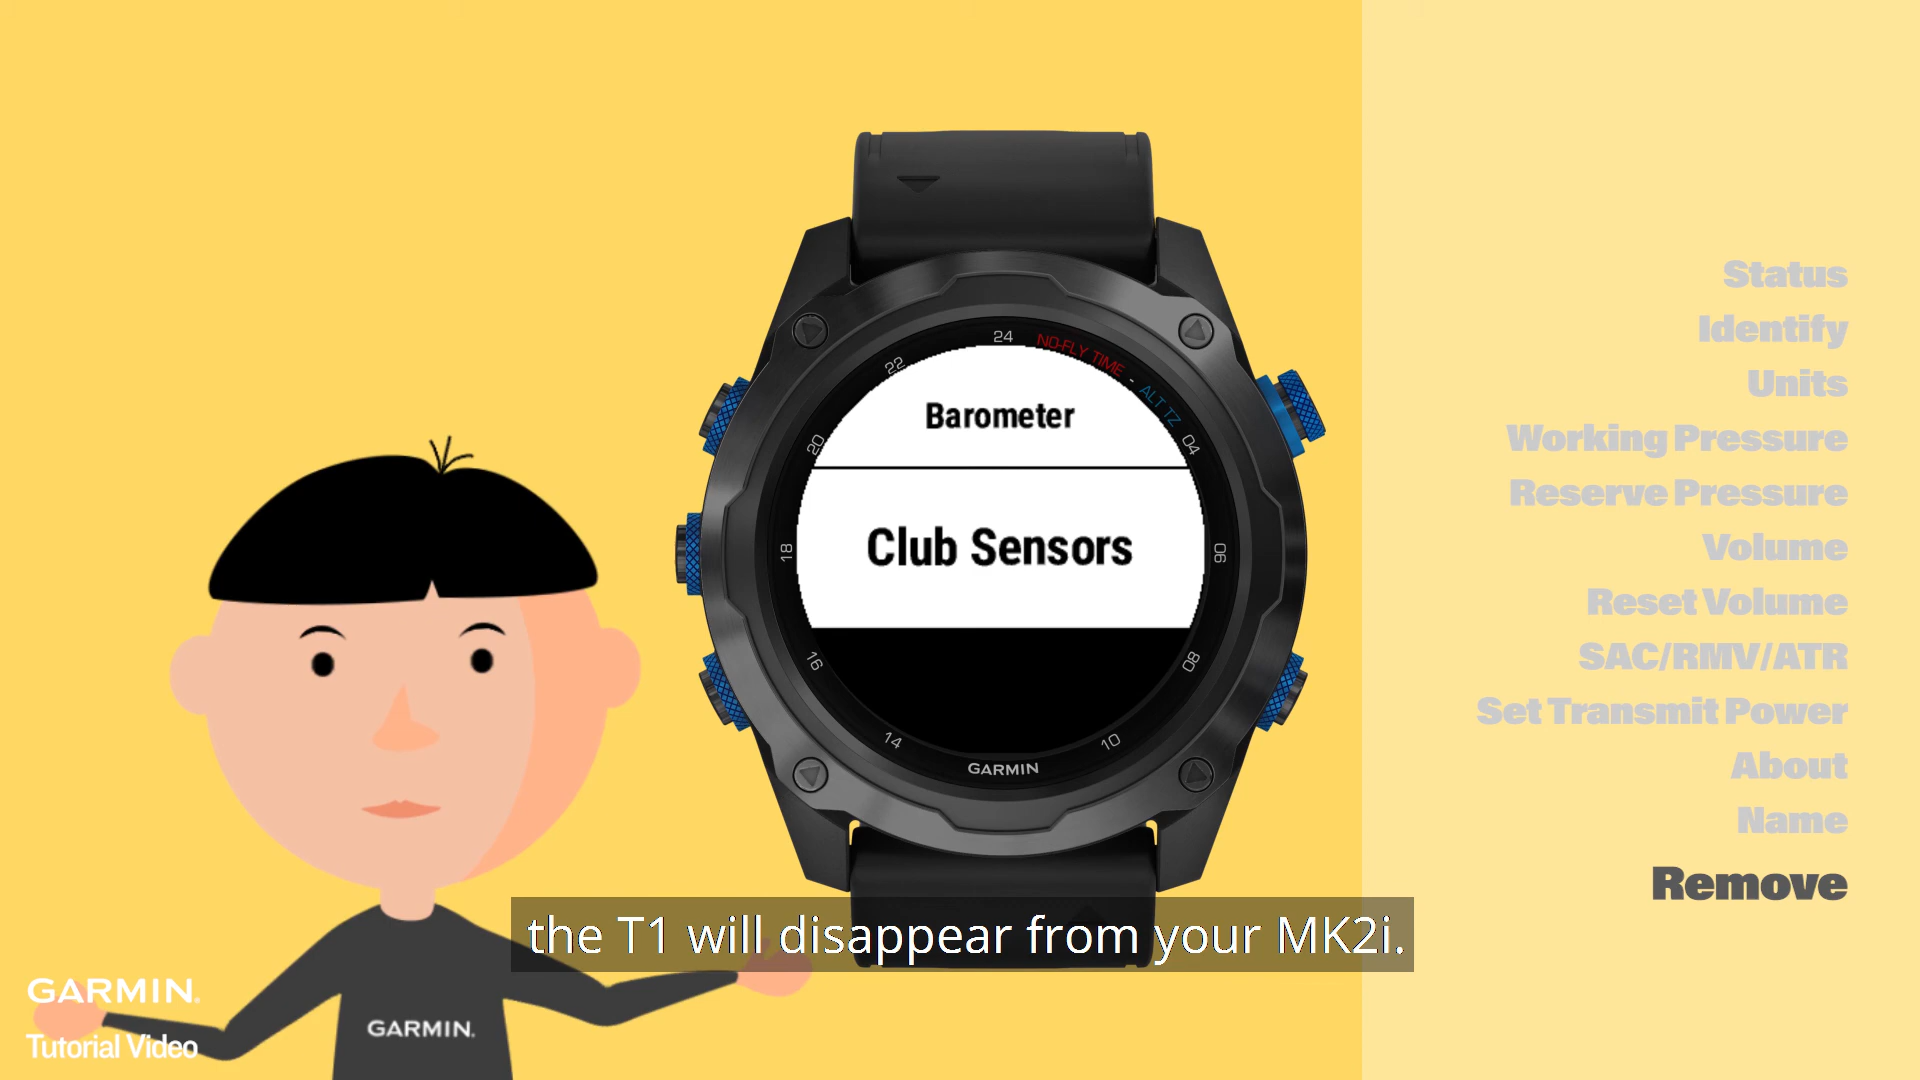 24
NO-FLY TIME - ALT TZ
22
04
20
Barometer
Club Sensors
18
06
16
08
14
10
GARMIN
Status
Identify
Units
Working Pressure
Reserve Pressure
Volume
Reset Volume
SAC/RMV/ATR
Set Transmit Power
About
Name
Remove
the T1 will disappear from your MK2i.
GARMIN.
Tutorial Video
GARMIN.